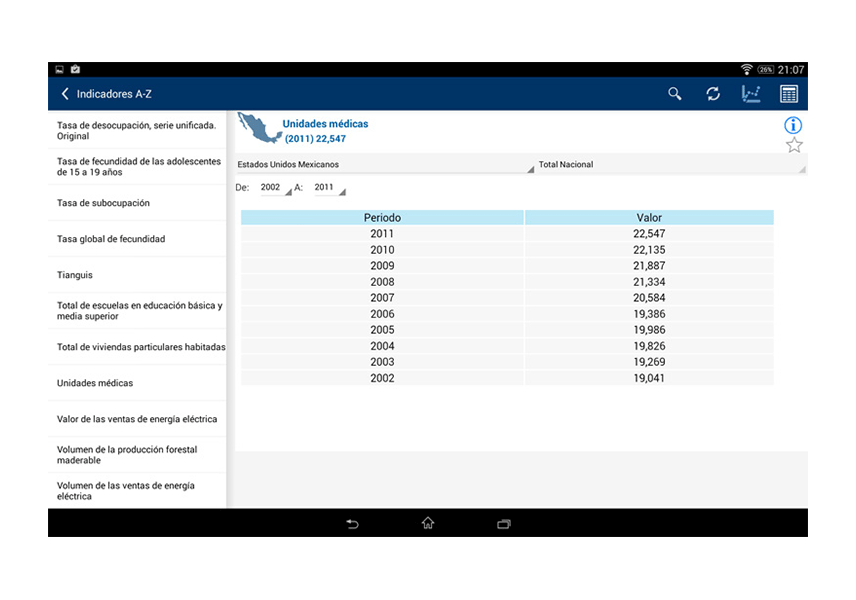 26% 21:07
Indicadores A-Z
Tasa de desocupación, serie unificada.
Original
Tasa de fecundidad de las adolescentes
de 15 a 19 años
Tasa de subocupación
Tasa global de fecundidad
Tianguis
Total de escuelas en educación básica y
media superior
Total de viviendas particulares habitadas
Unidades médicas
Valor de las ventas de energía eléctrica
Volumen de la producción forestal
maderable
Volumen de las ventas de energía
eléctrica
Unidades médicas
(2011) 22,547
Estados Unidos Mexicanos Total Nacional
De: 2002 A: 2011
Periodo Valor
2011 22,547
2010 22,135
2009 21,887
2008 21,334
2007 20,584
2006 19,386
2005 19,986
2004 19,826
2003 19,269
2002 19,041